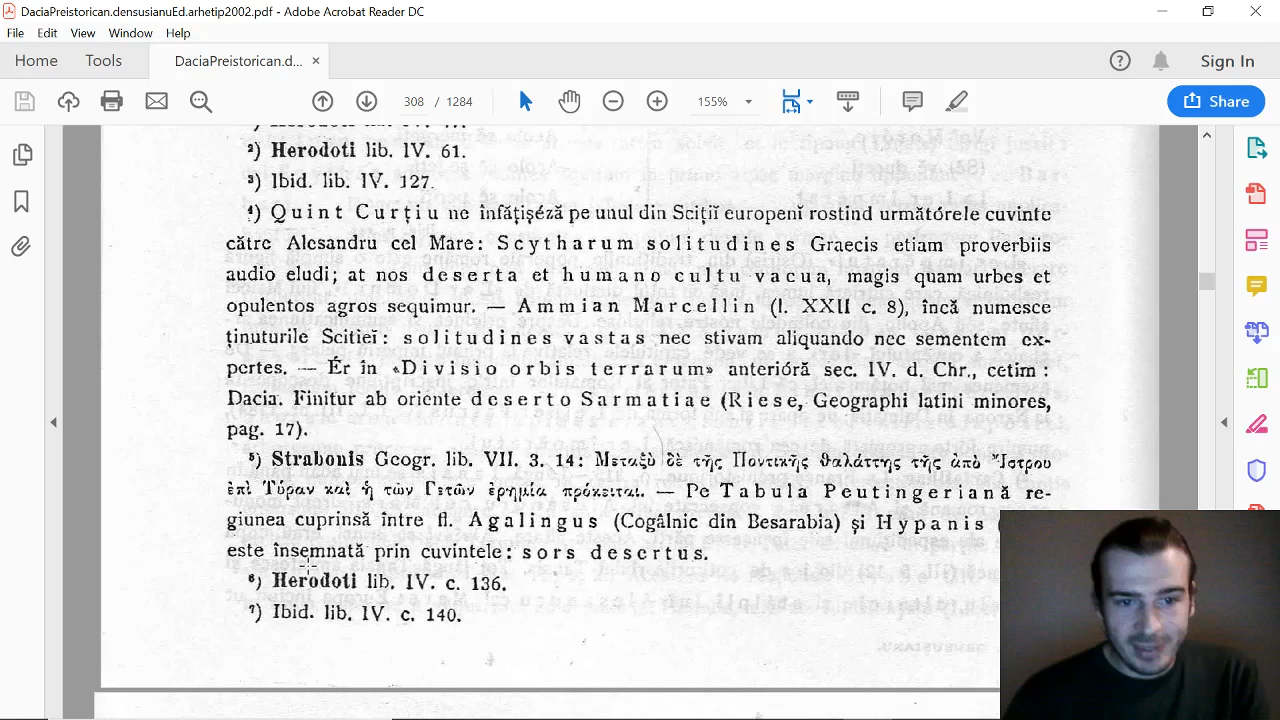 DaciaPreistorican.densusianuEd.arhetip2002.pdf - Adobe Acrobat Reader DC
File Edit View Window Help
Home Tools DaciaPreistorican.d... × Sign In
308 / 1284 155% Share
²) Herodoti lib. IV. 61.
³) Ibid. lib. IV. 127.
⁴) Quint Curțiu ne înfățișéză pe unul din Sciții europenĭ rostind următórele cuvinte
către Alesandru cel Mare: Scytharum solitudines Graecis etiam proverbiis
audio eludi; at nos deserta et humano cultu vacua, magis quam urbes et
opulentos agros sequimur. — Ammian Marcellin (l. XXII c. 8), încă numesce
ținuturile Scitieĭ: solitudines vastas nec stivam aliquando nec sementem ex-
pertes. — Ér în «Divisio orbis terrarum» anterióră sec. IV. d. Chr., cetim:
Dacia. Finitur ab oriente deserto Sarmatiae (Riese, Geographi latini minores,
pag. 17).
⁵) Strabonis Geogr. lib. VII. 3. 14: Μεταξὺ δὲ τῆς Ποντικῆς θαλάττης τῆς ἀπὸ Ἴστρου
ἐπὶ Τύραν καὶ ἡ τῶν Γετῶν ἐρημία πρόκειται. — Pe Tabula Peutingeriană re-
giunea cuprinsă între fl. Agalingus (Cogâlnic din Besarabia) și Hypanis
este însemnată prin cuvintele: sors desertus.
⁶) Herodoti lib. IV. c. 136.
⁷) Ibid. lib. IV. c. 140.